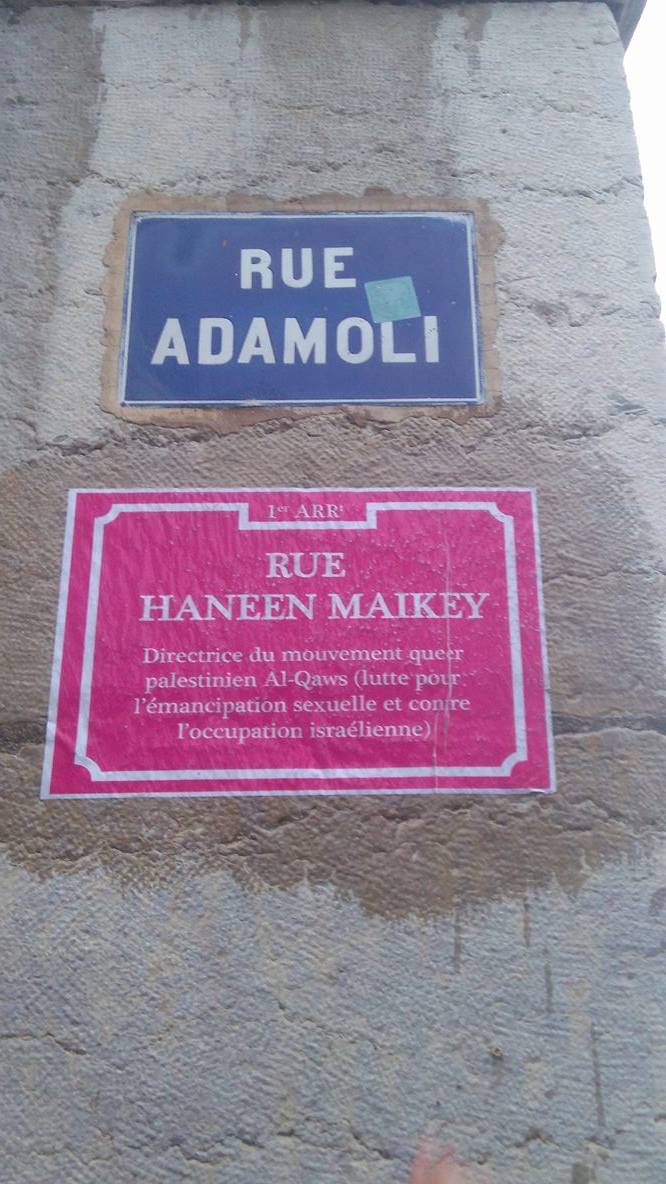 RUE
ADAMOLI
1er ARRt
RUE
HANEEN MAIKEY
Directrice du mouvement queer
palestinien Al-Qaws (lutte pour
l'émancipation sexuelle et contre
l'occupation israélienne)